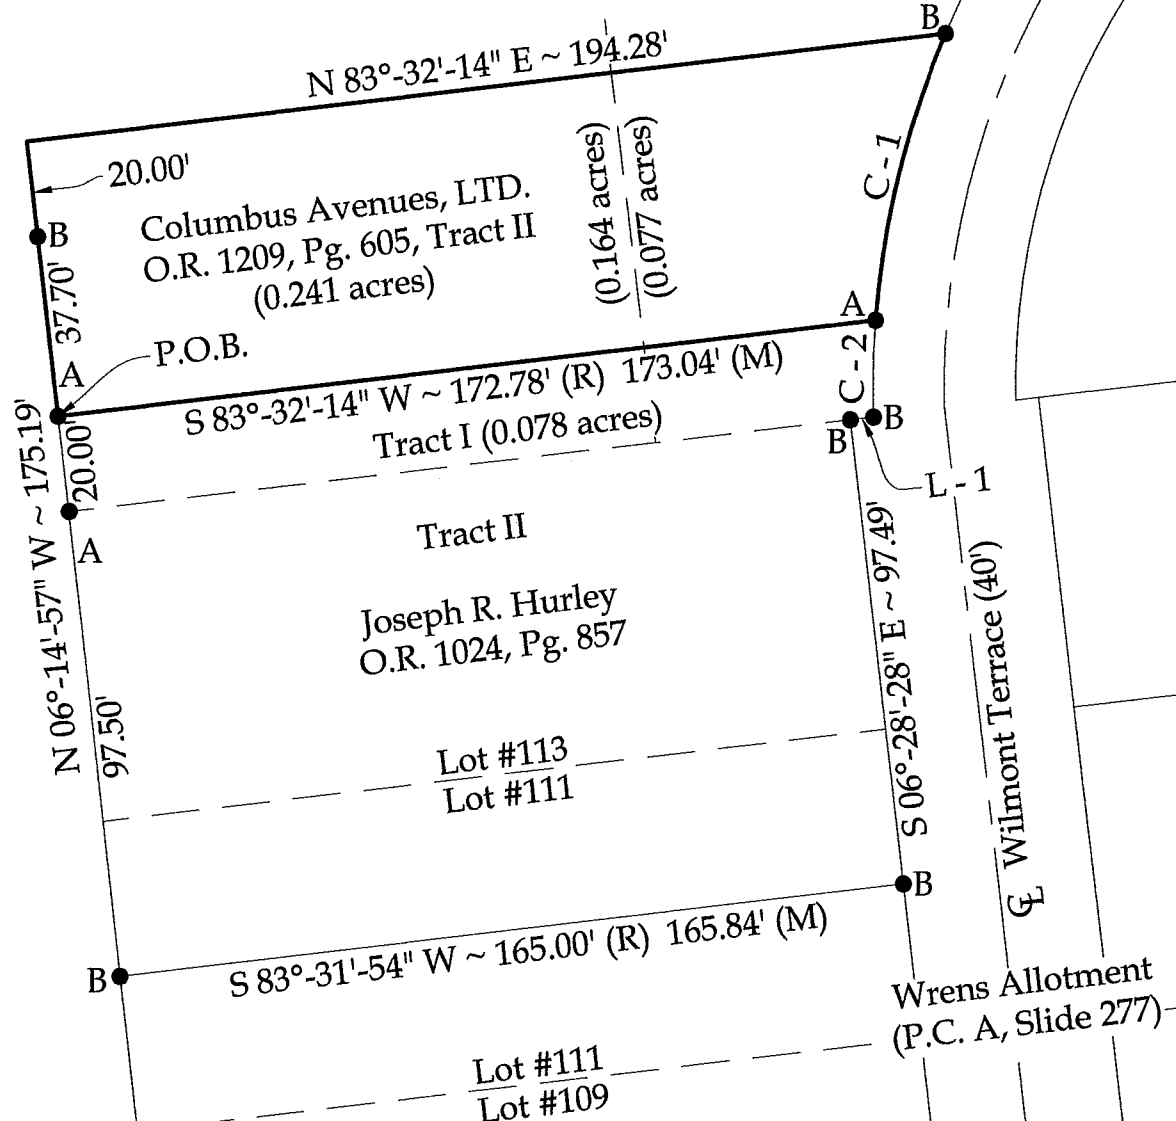 B
N 83°-32'-14" E ~ 194.28'
20.00'
Columbus Avenues, LTD.
O.R. 1209, Pg. 605, Tract II
(0.241 acres)
(0.164 acres)
(0.077 acres)
C - 1
B
37.70'
A
P.O.B.
A
S 83°-32'-14" W ~ 172.78' (R) 173.04' (M)
C - 2
Tract I (0.078 acres)
20.00'
B
B
L - 1
A
N 06°-14'-57" W ~ 175.19'
97.50'
Tract II
Joseph R. Hurley
O.R. 1024, Pg. 857
S 06°-28'-28" E ~ 97.49'
Wilmont Terrace (40')
CL
Lot #113
Lot #111
B
B
S 83°-31'-54" W ~ 165.00' (R) 165.84' (M)
Wrens Allotment
(P.C. A, Slide 277)
Lot #111
Lot #109